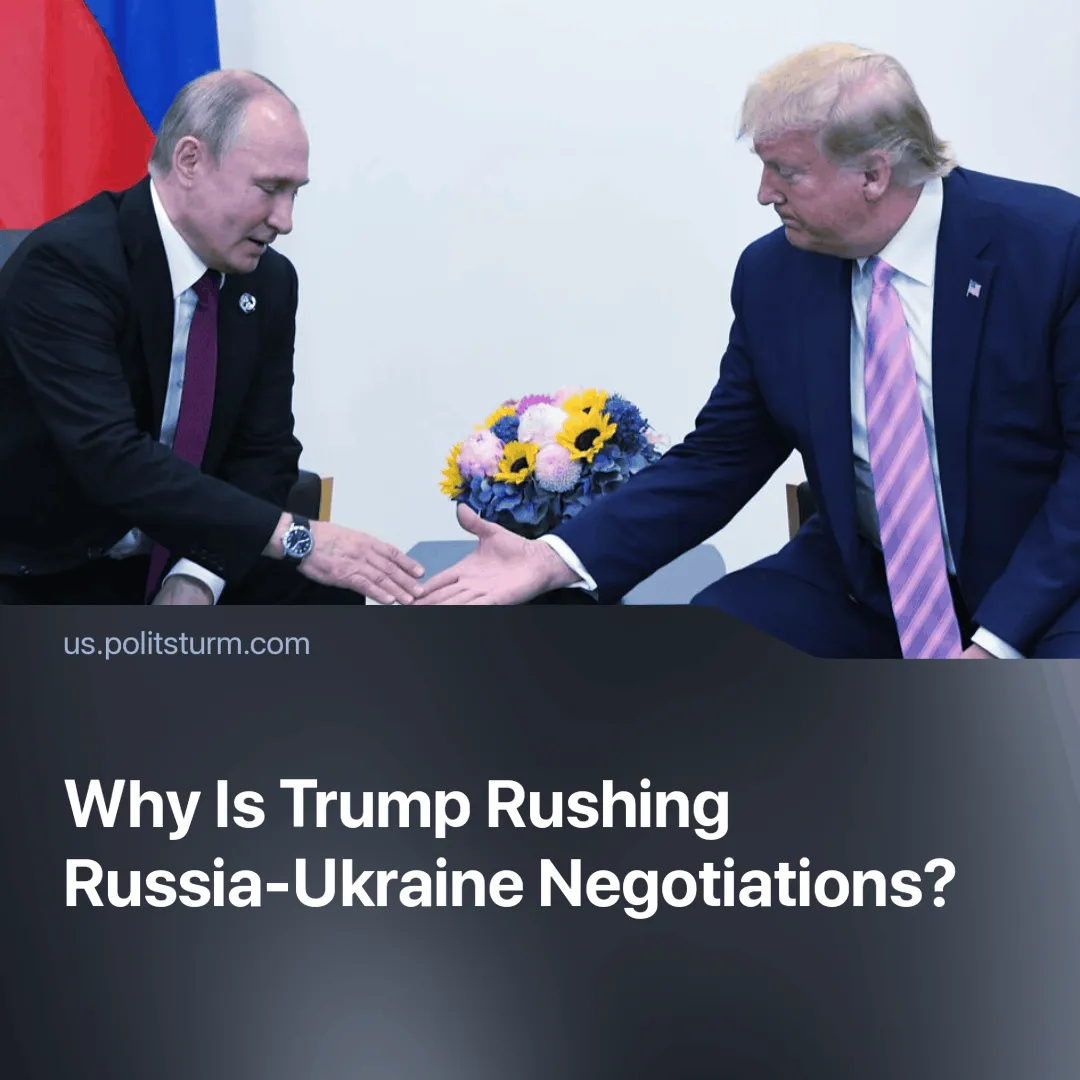 us.politsturm.com
Why Is Trump Rushing
Russia-Ukraine Negotiations?